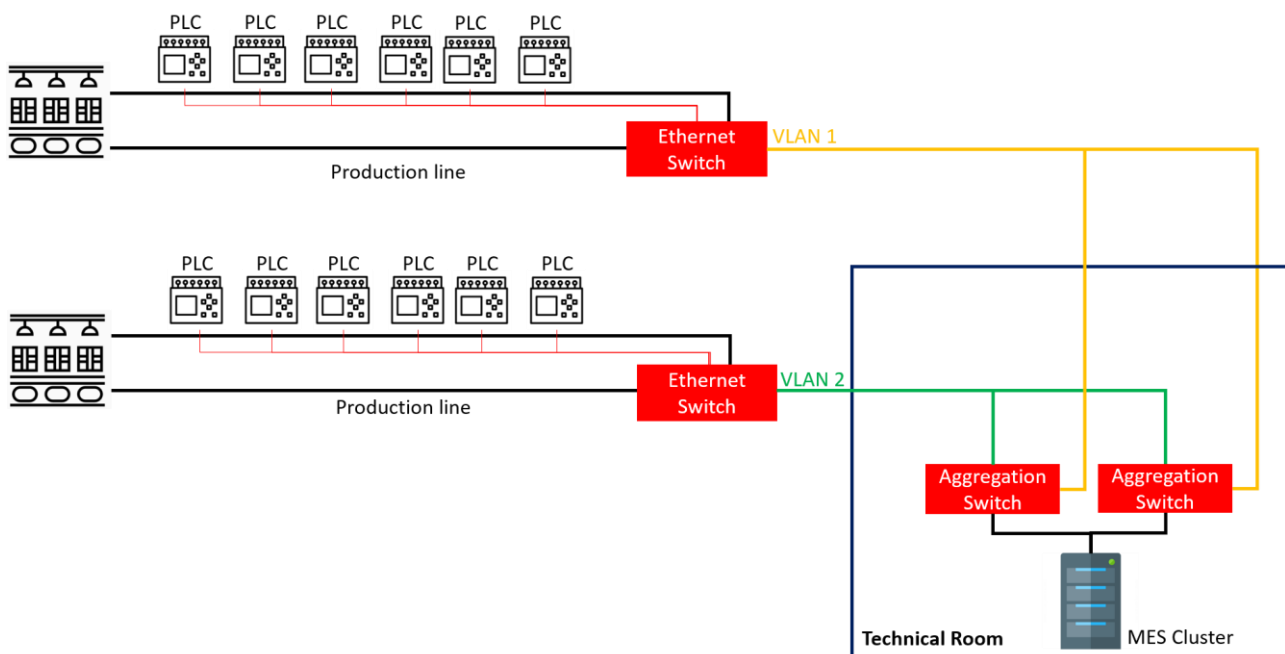 PLC PLC PLC PLC PLC PLC
Ethernet
Switch
VLAN 1
Production line
PLC PLC PLC PLC PLC PLC
Ethernet
Switch
VLAN 2
Production line
Aggregation
Switch
Aggregation
Switch
Technical Room
MES Cluster